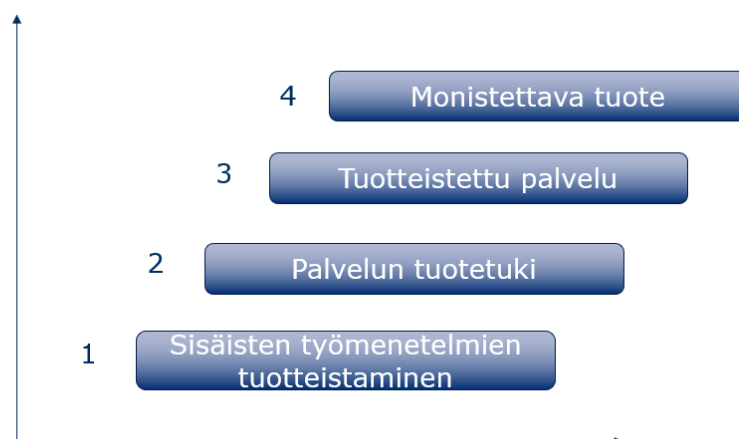 4 Monistettava tuote
3 Tuotteistettu palvelu
2 Palvelun tuotetuki
1 Sisäisten työmenetelmien
tuotteistaminen